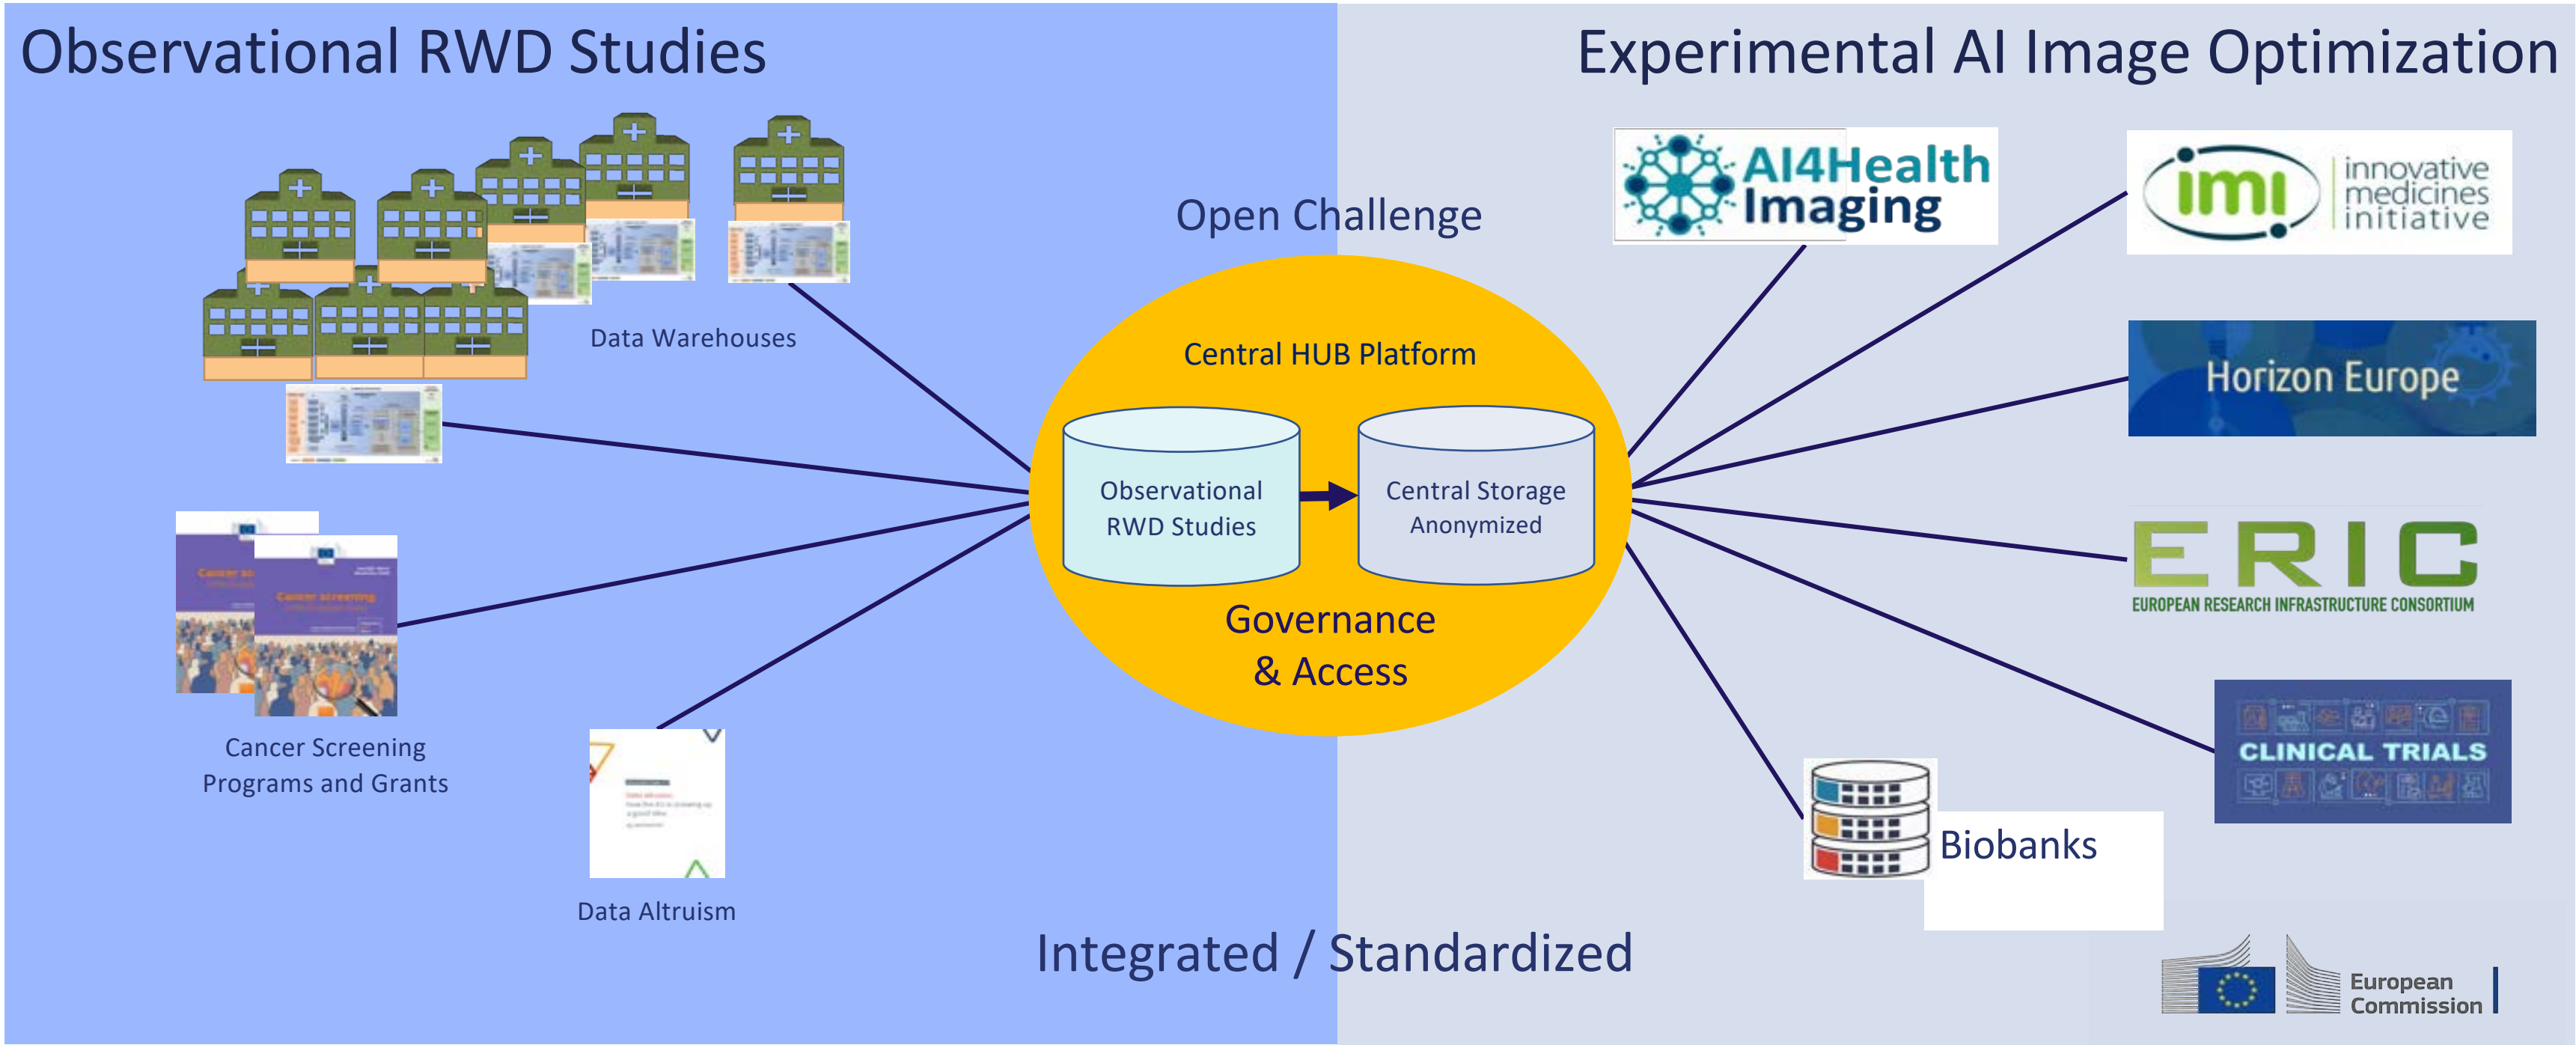 Observational RWD Studies
Experimental AI Image Optimization
Data Warehouses
Cancer screening
Cancer Screening
Programs and Grants
Data Altruism
Open Challenge
Central HUB Platform
Observational
RWD Studies
Central Storage
Anonymized
Governance
& Access
Integrated / Standardized
AI4Health
Imaging
imi
innovative
medicines
initiative
Horizon Europe
ERIC
EUROPEAN RESEARCH INFRASTRUCTURE CONSORTIUM
CLINICAL TRIALS
Biobanks
European
Commission